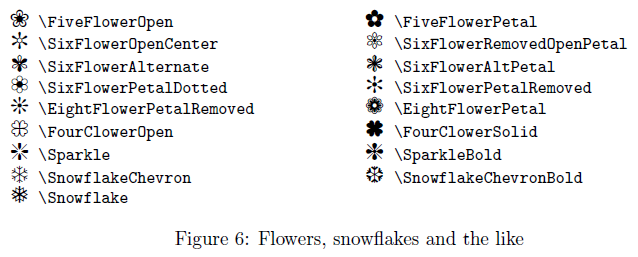 ❀ \FiveFlowerOpen ✿ \FiveFlowerPetal
✼ \SixFlowerOpenCenter ❊ \SixFlowerRemovedOpenPetal
✾ \SixFlowerAlternate ✾ \SixFlowerAltPetal
❁ \SixFlowerPetalDotted ✶ \SixFlowerPetalRemoved
❊ \EightFlowerPetalRemoved ❁ \EightFlowerPetal
✤ \FourClowerOpen ✤ \FourClowerSolid
✢ \Sparkle ❉ \SparkleBold
❄ \SnowflakeChevron ❆ \SnowflakeChevronBold
❄ \Snowflake
Figure 6: Flowers, snowflakes and the like